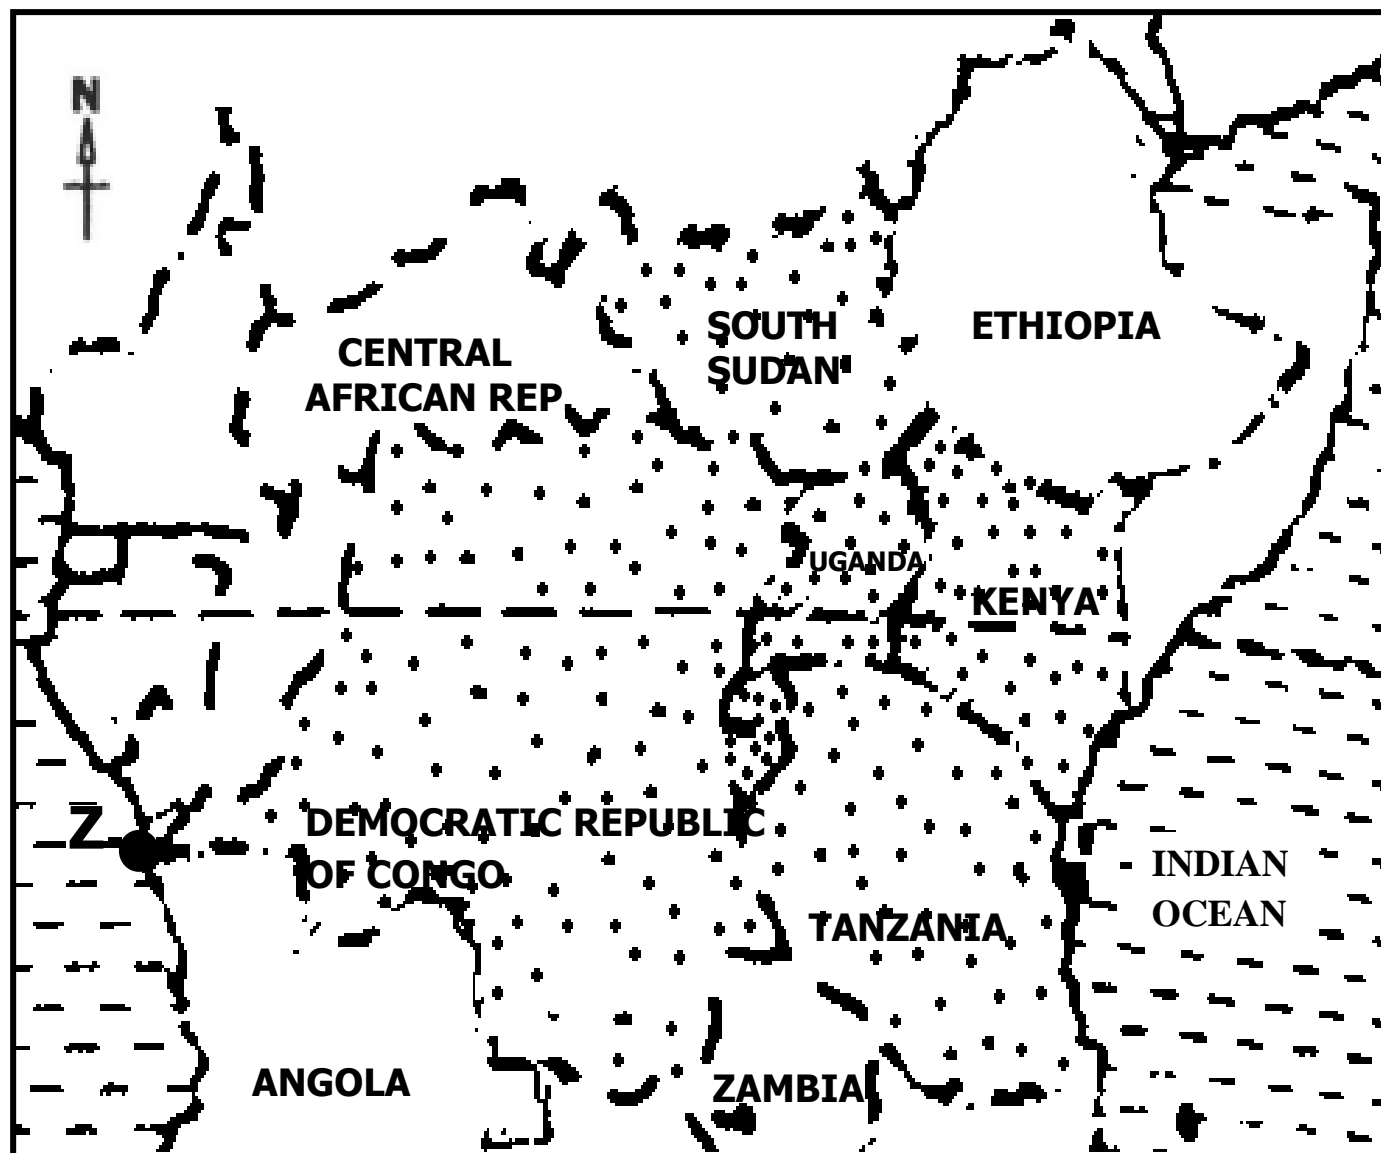 N
SOUTH
SUDAN
ETHIOPIA
CENTRAL
AFRICAN REP
UGANDA
KENYA
Z
DEMOCRATIC REPUBLIC
OF CONGO
INDIAN
OCEAN
TANZANIA
ANGOLA
ZAMBIA